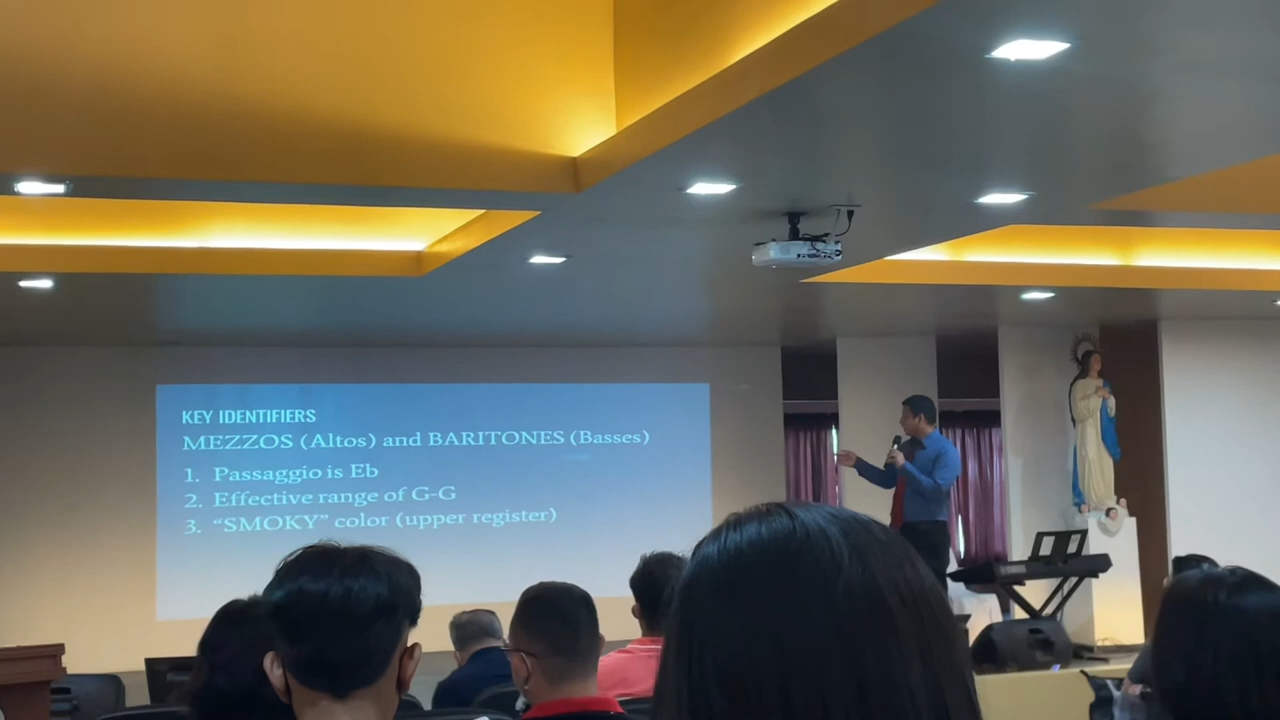 KEY IDENTIFIERS
MEZZOS (Altos) and BARITONES (Basses)
1. Passaggio is Eb
2. Effective range of G-G
3. “SMOKY” color (upper register)